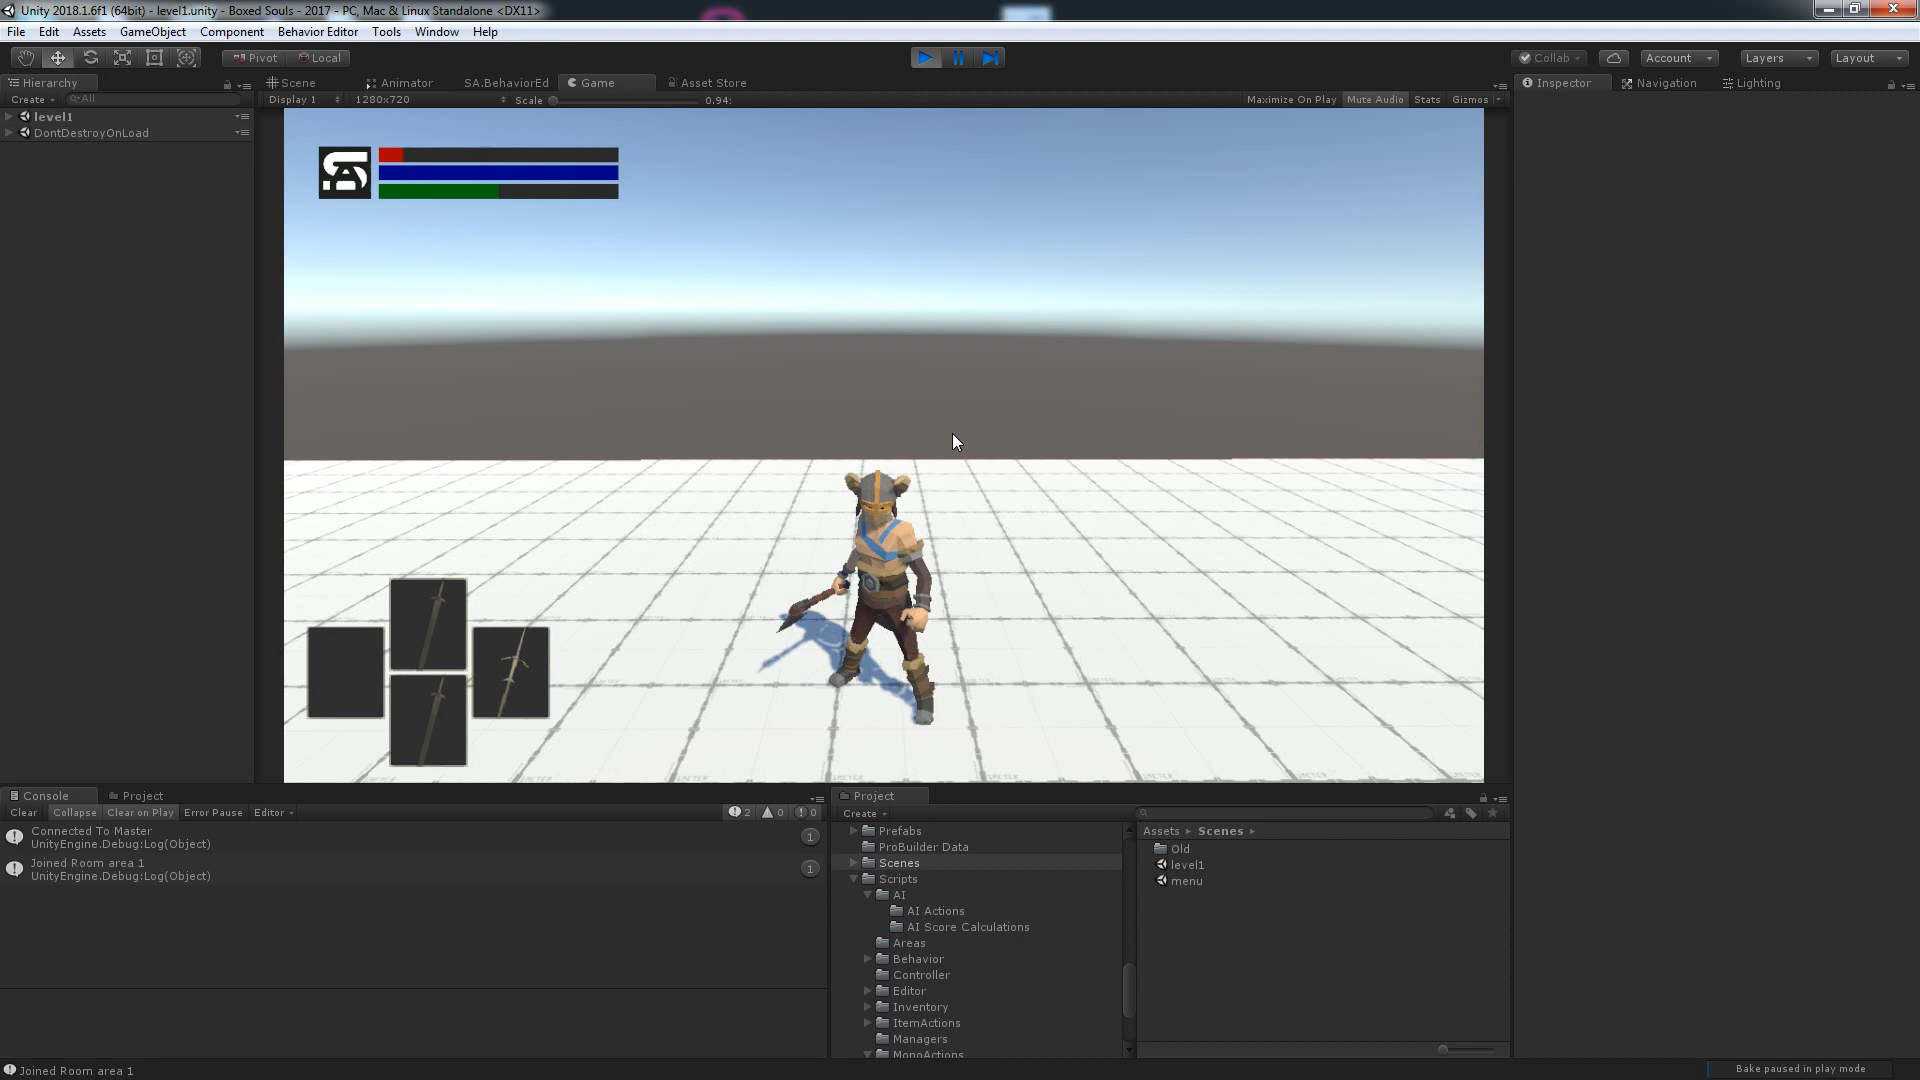 Unity 2018.1.6f1 (64bit) - level1.unity - Boxed Souls - 2017 - PC, Mac & Linux Standalone <DX11>
File Edit Assets GameObject Component Behavior Editor Tools Window Help
Pivot Local Collab Account Layers Layout
Hierarchy Scene Animator SA.BehaviorEd Game Asset Store Inspector Navigation Lighting
Create All Display 1 1280x720 Scale 0.94: Maximize On Play Mute Audio Stats Gizmos
level1
DontDestroyOnLoad
SA
Console Project
Clear Collapse Clear on Play Error Pause Editor 2 0 0
Connected To Master
UnityEngine.Debug:Log(Object)
1
Joined Room area 1
UnityEngine.Debug:Log(Object)
1
Project
Create
Prefabs
ProBuilder Data
Scenes
Scripts
AI
AI Actions
AI Score Calculations
Areas
Behavior
Controller
Editor
Inventory
ItemActions
Managers
MonoActions
Assets Scenes
Old
level1
menu
Joined Room area 1
Bake paused in play mode